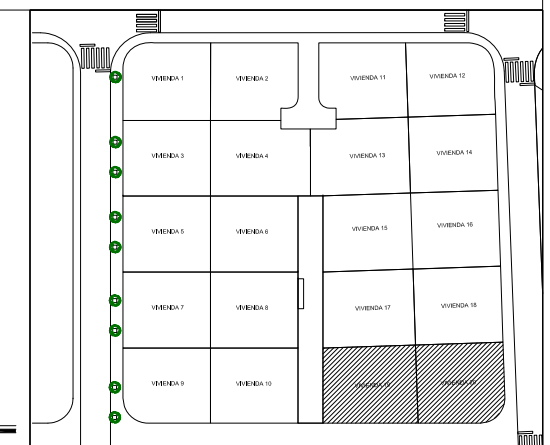 VIVIENDA 1
VIVIENDA 2
VIVIENDA 11
VIVIENDA 12
VIVIENDA 3
VIVIENDA 4
VIVIENDA 13
VIVIENDA 14
VIVIENDA 5
VIVIENDA 6
VIVIENDA 15
VIVIENDA 16
VIVIENDA 7
VIVIENDA 8
VIVIENDA 17
VIVIENDA 18
VIVIENDA 9
VIVIENDA 10
VIVIENDA 19
VIVIENDA 20